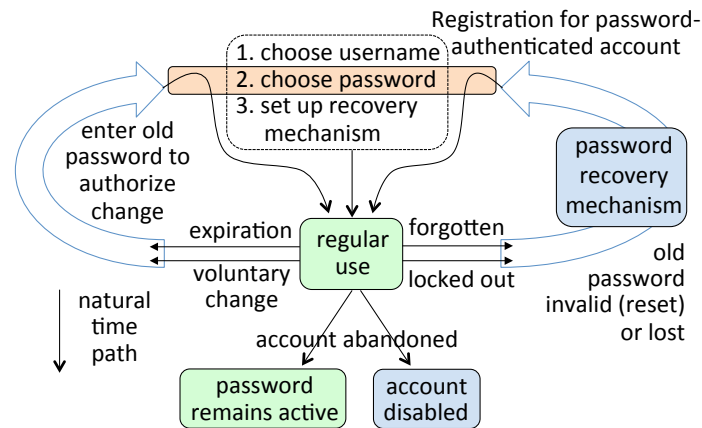 Registration for password-
authenticated account
1. choose username
2. choose password
3. set up recovery
mechanism
enter old
password to
authorize
change
password
recovery
mechanism
expiration
voluntary
change
regular
use
forgotten
locked out
old
password
invalid (reset)
or lost
natural
time
path
account abandoned
password
remains active
account
disabled